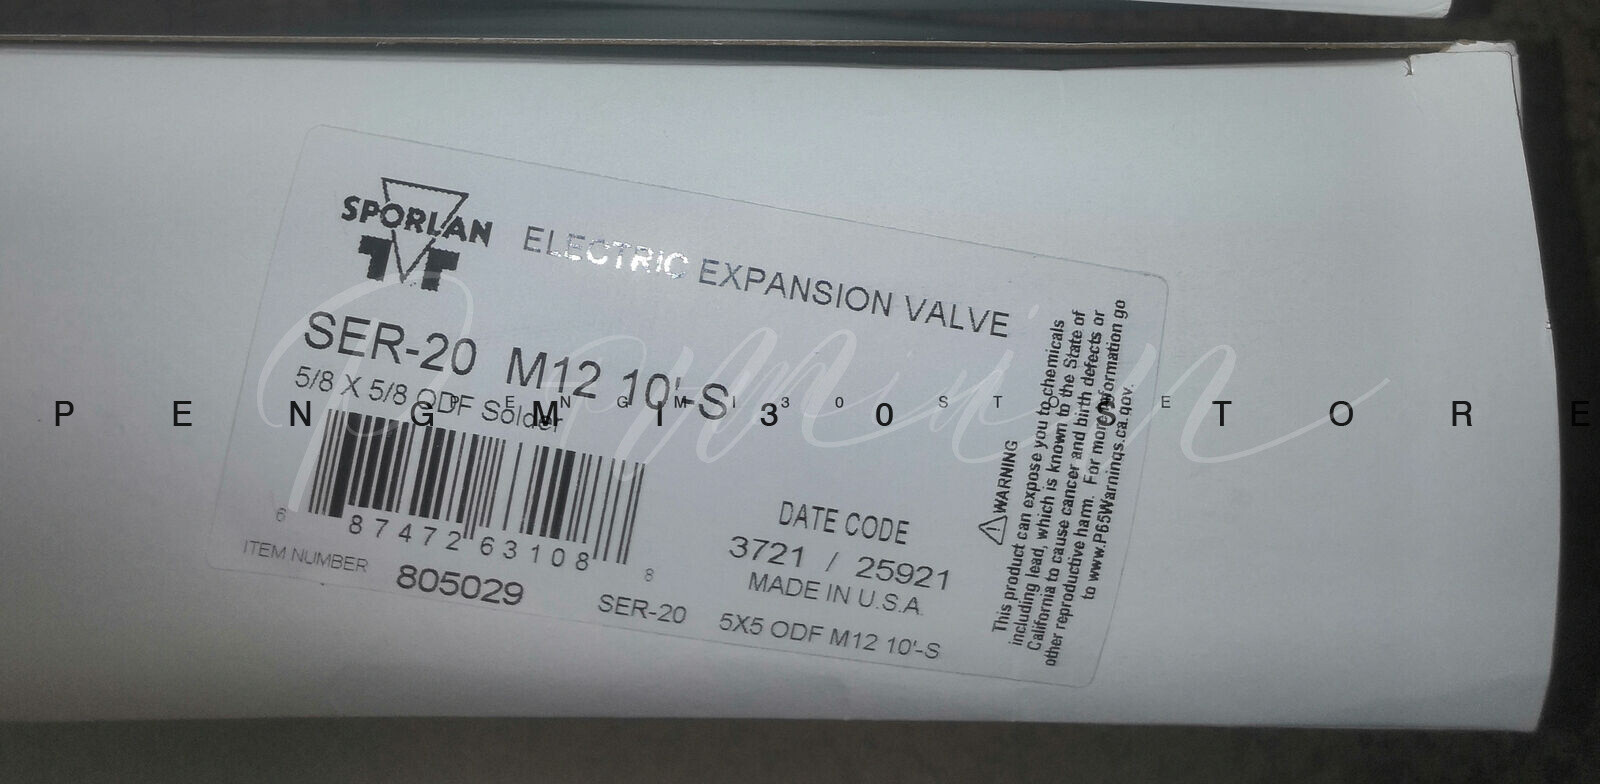 SPORLAN
ELECTRIC EXPANSION VALVE
SER-20 M12 10'-S
5/8 X 5/8 ODF Solder
6 87472 63108 8
ITEM NUMBER 805029
DATE CODE
3721 / 25921
MADE IN U.S.A.
SER-20 5X5 ODF M12 10'-S
⚠WARNING
This product can expose you to chemicals
including lead, which is known to the State of
California to cause cancer and birth defects or
other reproductive harm. For more information go
to www.P65Warnings.ca.gov.
PENGMI30STORE
PENGMI30STORE